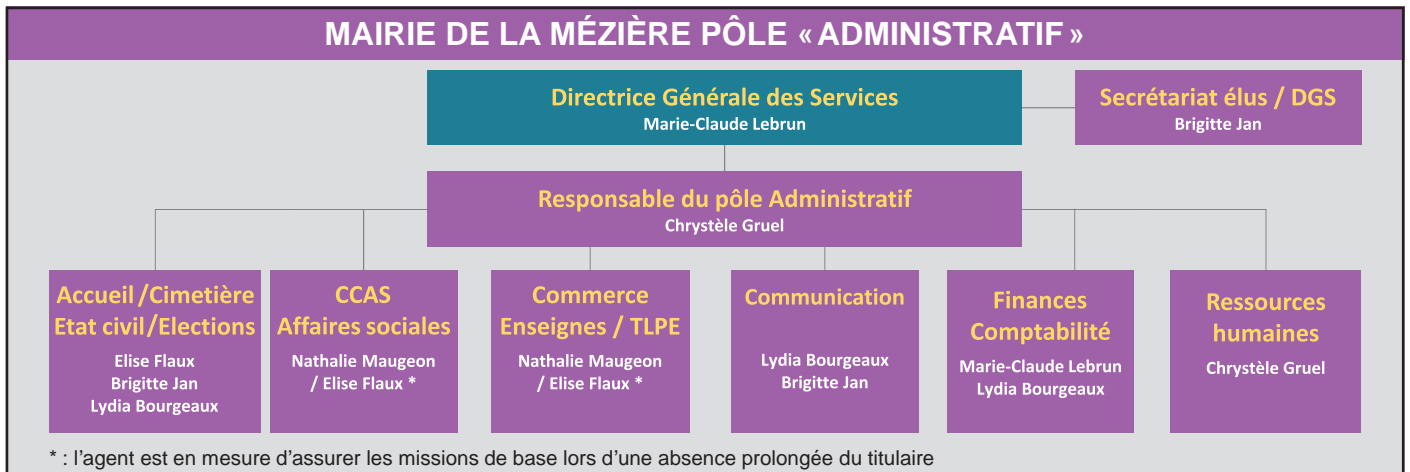 MAIRIE DE LA MÉZIÈRE PÔLE « ADMINISTRATIF »
Directrice Générale des Services
Marie-Claude Lebrun
Secrétariat élus / DGS
Brigitte Jan
Responsable du pôle Administratif
Chrystèle Gruel
Accueil /Cimetière
Etat civil /Elections
Elise Flaux
Brigitte Jan
Lydia Bourgeaux
CCAS
Affaires sociales
Nathalie Maugeon
/ Elise Flaux *
Commerce
Enseignes / TLPE
Nathalie Maugeon
/ Elise Flaux *
Communication
Lydia Bourgeaux
Brigitte Jan
Finances
Comptabilité
Marie-Claude Lebrun
Lydia Bourgeaux
Ressources
humaines
Chrystèle Gruel
* : l'agent est en mesure d'assurer les missions de base lors d'une absence prolongée du titulaire